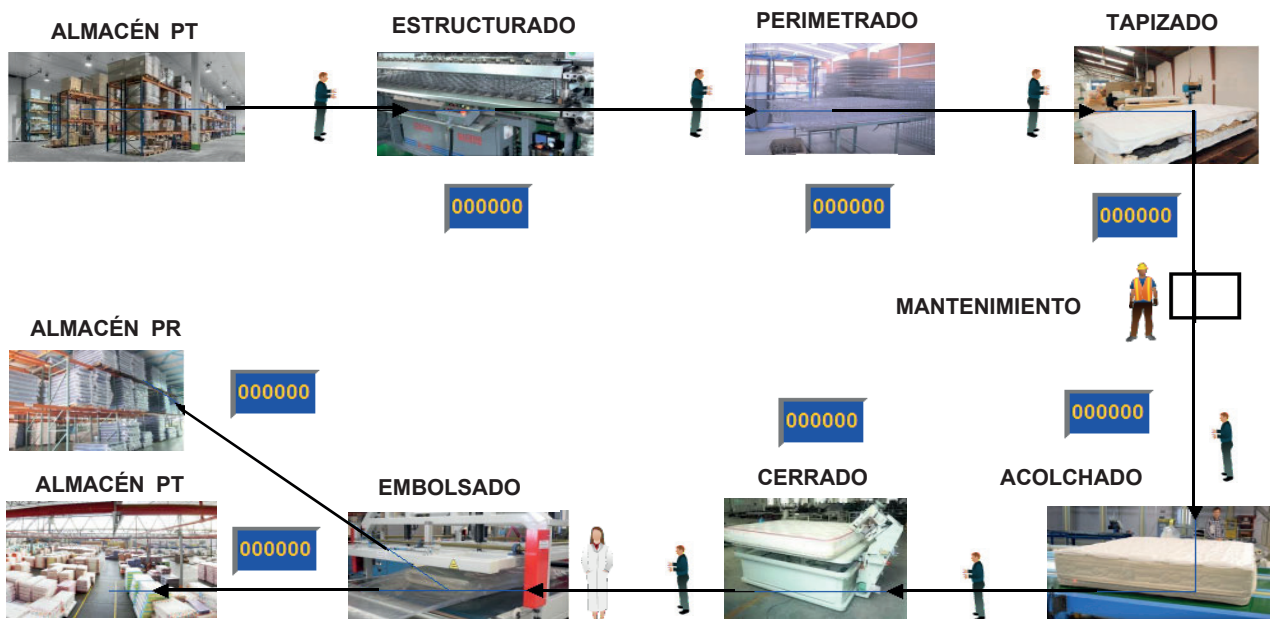 ALMACÉN PT
ESTRUCTURADO
PERIMETRADO
TAPIZADO
000000
000000
000000
MANTENIMIENTO
ALMACÉN PR
000000
000000
000000
ALMACÉN PT
EMBOLSADO
CERRADO
ACOLCHADO
000000